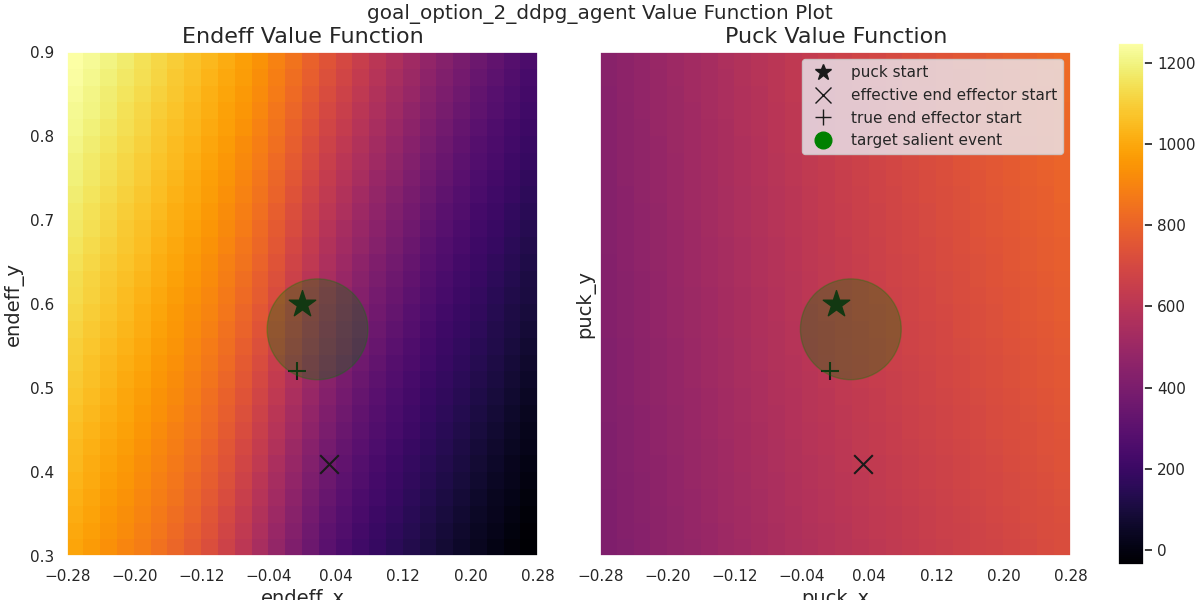 goal_option_2_ddpg_agent Value Function Plot
Endeff Value Function
Puck Value Function
puck start
effective end effector start
true end effector start
target salient event
endeff_y
0.9
0.8
0.7
0.6
0.5
0.4
0.3
−0.28 −0.20 −0.12 −0.04 0.04 0.12 0.20 0.28
endeff_x
puck_y
−0.28 −0.20 −0.12 −0.04 0.04 0.12 0.20 0.28
puck_x
1200
1000
800
600
400
200
0